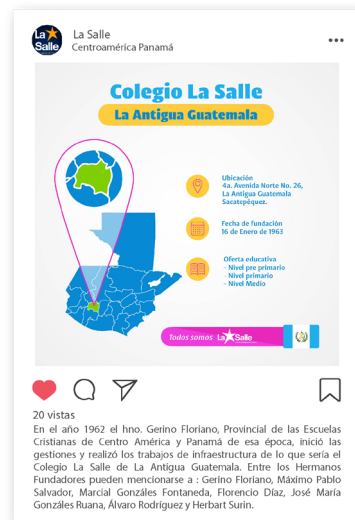 La Salle
La Salle
Centroamérica Panamá
Colegio La Salle
La Antigua Guatemala
Ubicación
4a. Avenida Norte No. 26,
La Antigua Guatemala
Sacatepéquez.
Fecha de fundación
16 de Enero de 1963
Oferta educativa
- Nivel pre primario
- Nivel primario
- Nivel Medio
Todos somos La Salle
20 vistas
En el año 1962 el hno. Gerino Floriano, Provincial de las Escuelas
Cristianas de Centro América y Panamá de esa época, inició las
gestiones y realizó los trabajos de infraestructura de lo que sería el
Colegio La Salle de La Antigua Guatemala. Entre los Hermanos
Fundadores pueden mencionarse a : Gerino Floriano, Máximo Pablo
Salvador, Marcial Gonzáles Fontaneda, Florencio Díaz, José María
Gonzáles Ruana, Álvaro Rodríguez y Herbart Surin.